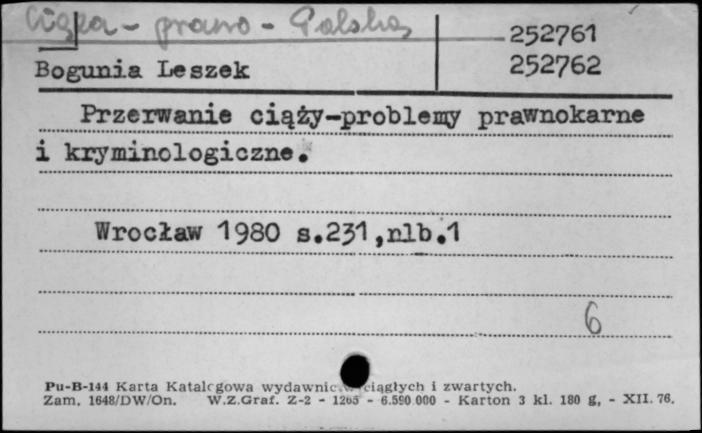 Ciąża - prawo - Polska
252761
Bogunia Leszek
252762
Przerwanie ciąży-problemy prawnokarne
i kryminologiczne.
Wrocław 1980 s.231,nlb.1
6
Pu-B-144 Karta Katalogowa wydawnic ciągłych i zwartych.
Zam. 1648/DW/On. W.Z.Graf. Z-2 - 1265 - 6.590.000 - Karton 3 kl. 180 g, - XII. 76.